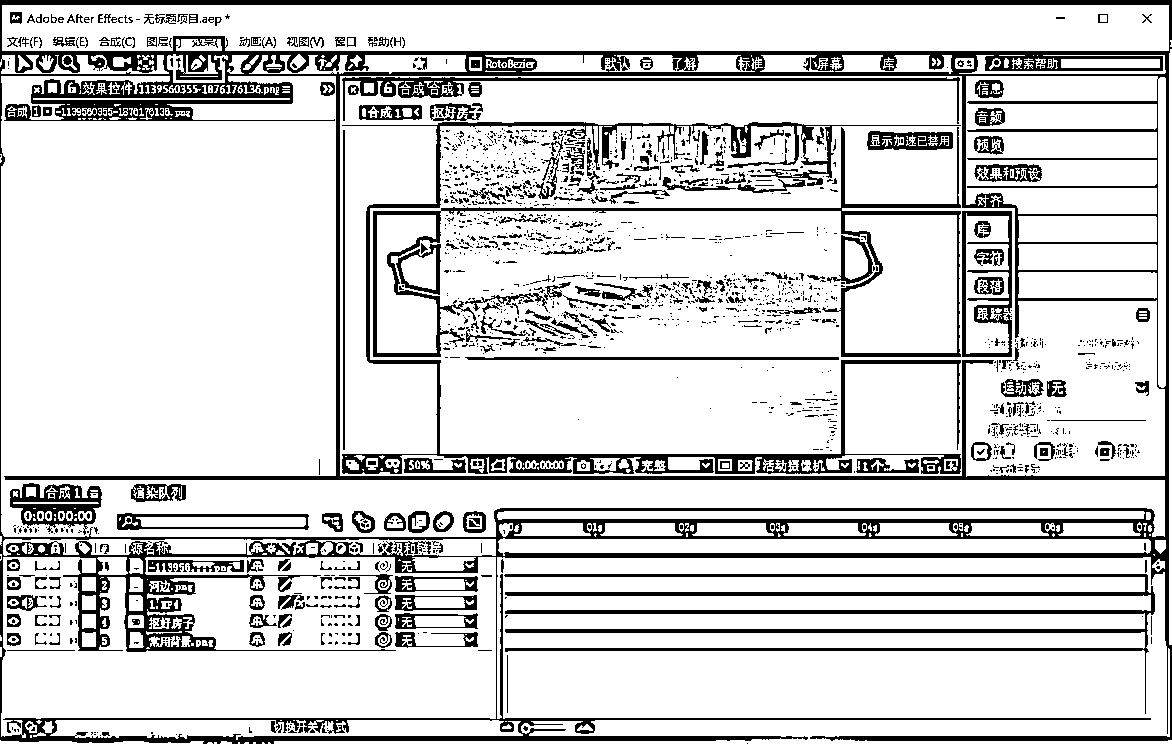 Adobe After Effects - 无标题项目.aep *
文件(F) 编辑(E) 合成(C) 图层(L) 效果(T) 动画(A) 视图(V) 窗口 帮助(H)
RotoBezier 默认 了解 标准 小屏幕 库 搜索帮助
效果控件 -1139560355-1876176136.png
合成 1 -1139560355-1876176136.png
合成 合成 1
合成 1 抠好房子
显示加速已禁用
信息
音频
预览
效果和预设
对齐
库
字符
段落
跟踪器
运动源 无
50% 0:00:00:00 完整 活动摄像机 1个...
合成 1 渲染队列
0:00:00:00
源名称 父级和链接
01s 02s 03s 04s 05s 06s
1 无
2 河边.png 无
3 1.mp4 无
4 抠好房子 无
5 常用背景.png 无
切换开关/模式